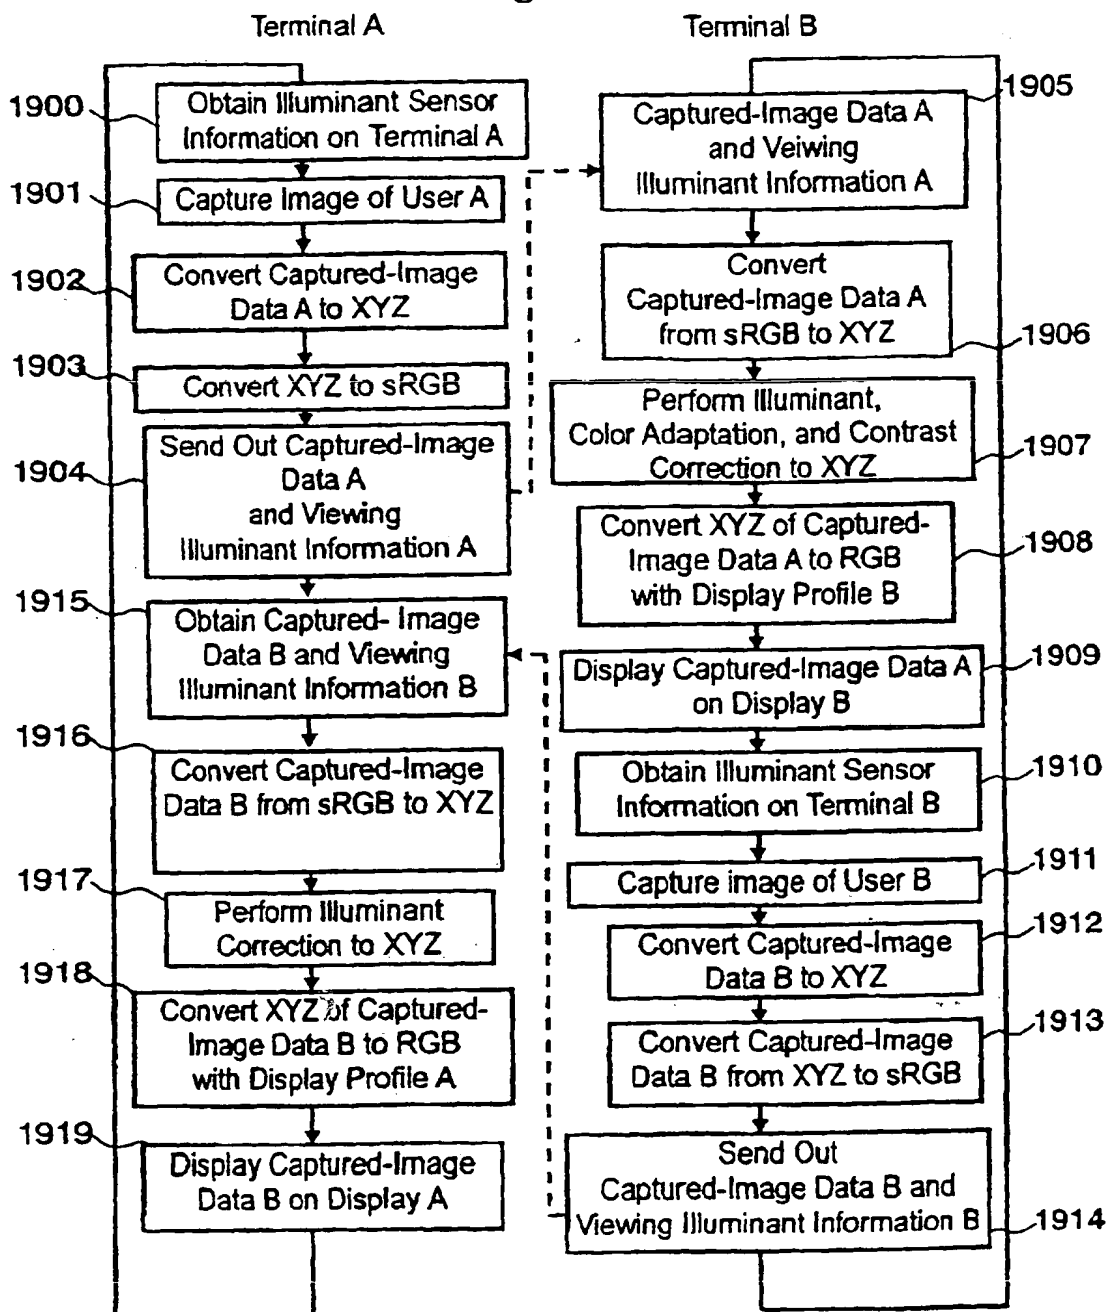 Terminal A
1900
Obtain Illuminant Sensor
Information on Terminal A
1901
Capture Image of User A
1902
Convert Captured-Image
Data A to XYZ
1903
Convert XYZ to sRGB
1904
Send Out Captured-Image
Data A
and Viewing
Illuminant Information A
1915
Obtain Captured- Image
Data B and Viewing
Illuminant Information B
1916
Convert Captured-Image
Data B from sRGB to XYZ
1917
Perform Illuminant
Correction to XYZ
1918
Convert XYZ of Captured-
Image Data B to RGB
with Display Profile A
1919
Display Captured-Image
Data B on Display A
Terminal B
1905
Captured-Image Data A
and Veiwing
Illuminant Information A
Convert
Captured-Image Data A
from sRGB to XYZ
1906
Perform Illuminant,
Color Adaptation, and Contrast
Correction to XYZ
1907
Convert XYZ of Captured-
Image Data A to RGB
with Display Profile B
1908
Display Captured-Image Data A
on Display B
1909
Obtain Illuminant Sensor
Information on Terminal B
1910
Capture image of User B
1911
Convert Captured-Image
Data B to XYZ
1912
Convert Captured-Image
Data B from XYZ to sRGB
1913
Send Out
Captured-Image Data B and
Viewing Illuminant Information B
1914